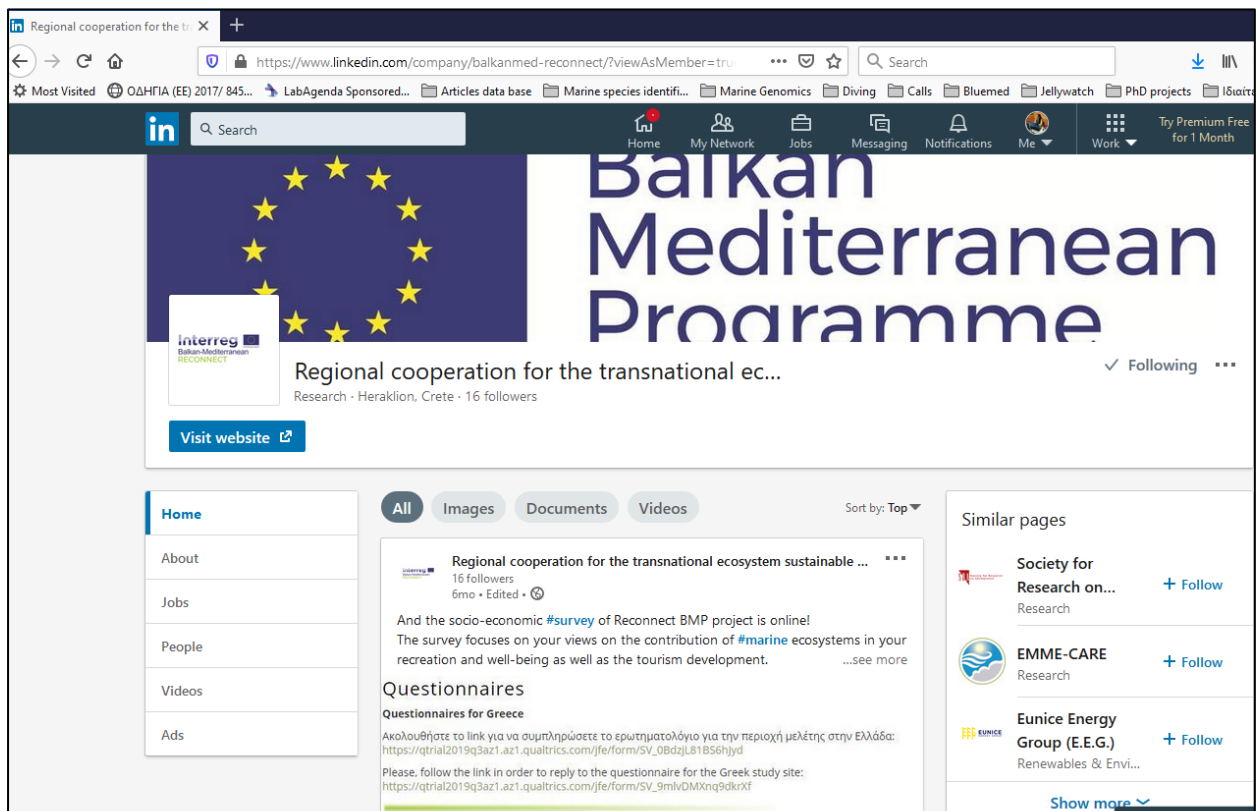 Regional cooperation for the tr
https://www.linkedin.com/company/balkanmed-reconnect/?viewAsMember=tru
Search
Most Visited
ΟΔΗΓΙΑ (ΕΕ) 2017/ 845...
LabAgenda Sponsored...
Articles data base
Marine species identifi...
Marine Genomics
Diving
Calls
Bluemed
Jellywatch
PhD projects
in
Search
Home
My Network
Jobs
Messaging
Notifications
Me
Work
Try Premium Free
for 1 Month
Balkan
Mediterranean
Programme
Interreg
Balkan-Mediterranean
RECONNECT
Regional cooperation for the transnational ec...
Research · Heraklion, Crete · 16 followers
Following
Visit website
Home
About
Jobs
People
Videos
Ads
All
Images
Documents
Videos
Sort by: Top
Regional cooperation for the transnational ecosystem sustainable ...
16 followers
6mo • Edited •
And the socio-economic #survey of Reconnect BMP project is online!
The survey focuses on your views on the contribution of #marine ecosystems in your
recreation and well-being as well as the tourism development. ...see more
Questionnaires
Questionnaires for Greece
Ακολουθήστε το link για να συμπληρώσετε το ερωτηματολόγιο για την περιοχή μελέτης στην Ελλάδα:
https://qtrial2019q3az1.az1.qualtrics.com/jfe/form/SV_0BdzjL81BS6hJyd
Please, follow the link in order to reply to the questionnaire for the Greek study site:
https://qtrial2019q3az1.az1.qualtrics.com/jfe/form/SV_9mlvDMXnq9dkrXf
Similar pages
Society for
Research on...
Research
+ Follow
EMME-CARE
Research
+ Follow
EUNICE
Eunice Energy
Group (E.E.G.)
Renewables & Envi...
+ Follow
Show more